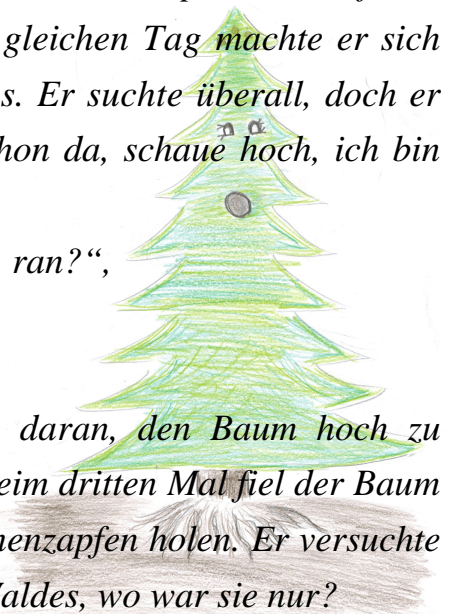 gleichen Tag machte er sich
s. Er suchte überall, doch er
hon da, schaue hoch, ich bin
ran?“,
daran, den Baum hoch zu
eim dritten Mal fiel der Baum
nenzapfen holen. Er versuchte
Valdes, wo war sie nur?